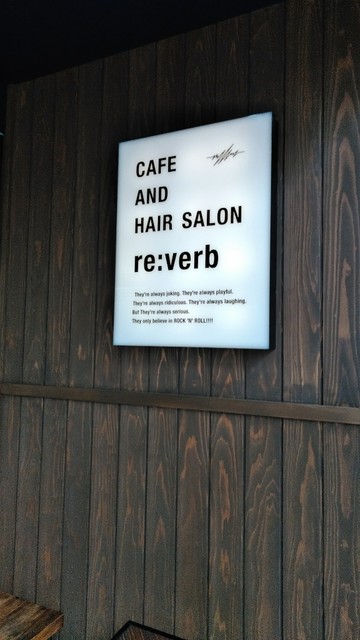 CAFE
AND
HAIR SALON
re:verb
They're always joking. They're always playful.
They're always ridiculous. They're always laughing.
But They're always serious.
They only believe in ROCK 'N' ROLL!!!!